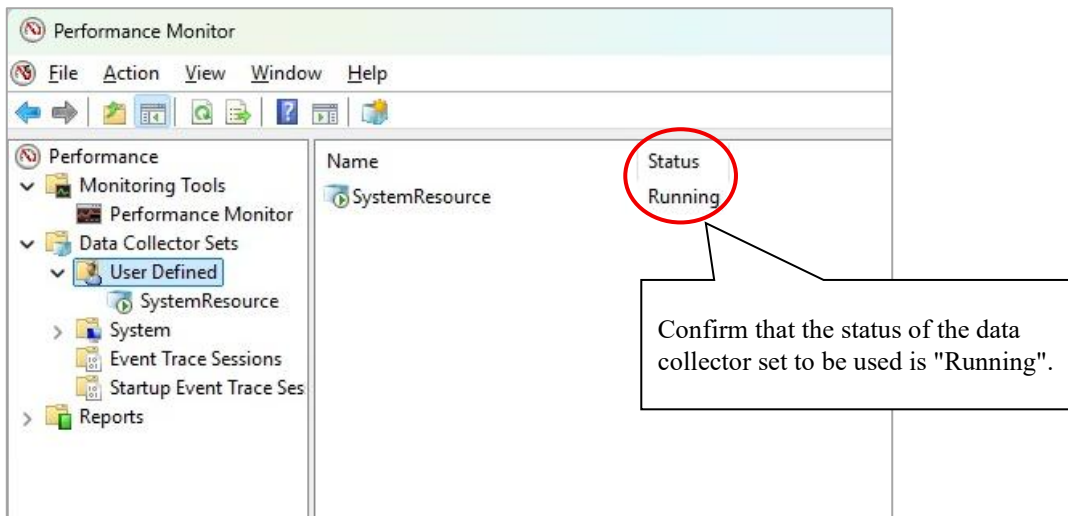 Performance Monitor
File Action View Window Help
Performance
Monitoring Tools
Performance Monitor
Data Collector Sets
User Defined
SystemResource
System
Event Trace Sessions
Startup Event Trace Ses
Reports
Name Status
SystemResource Running
Confirm that the status of the data
collector set to be used is "Running".